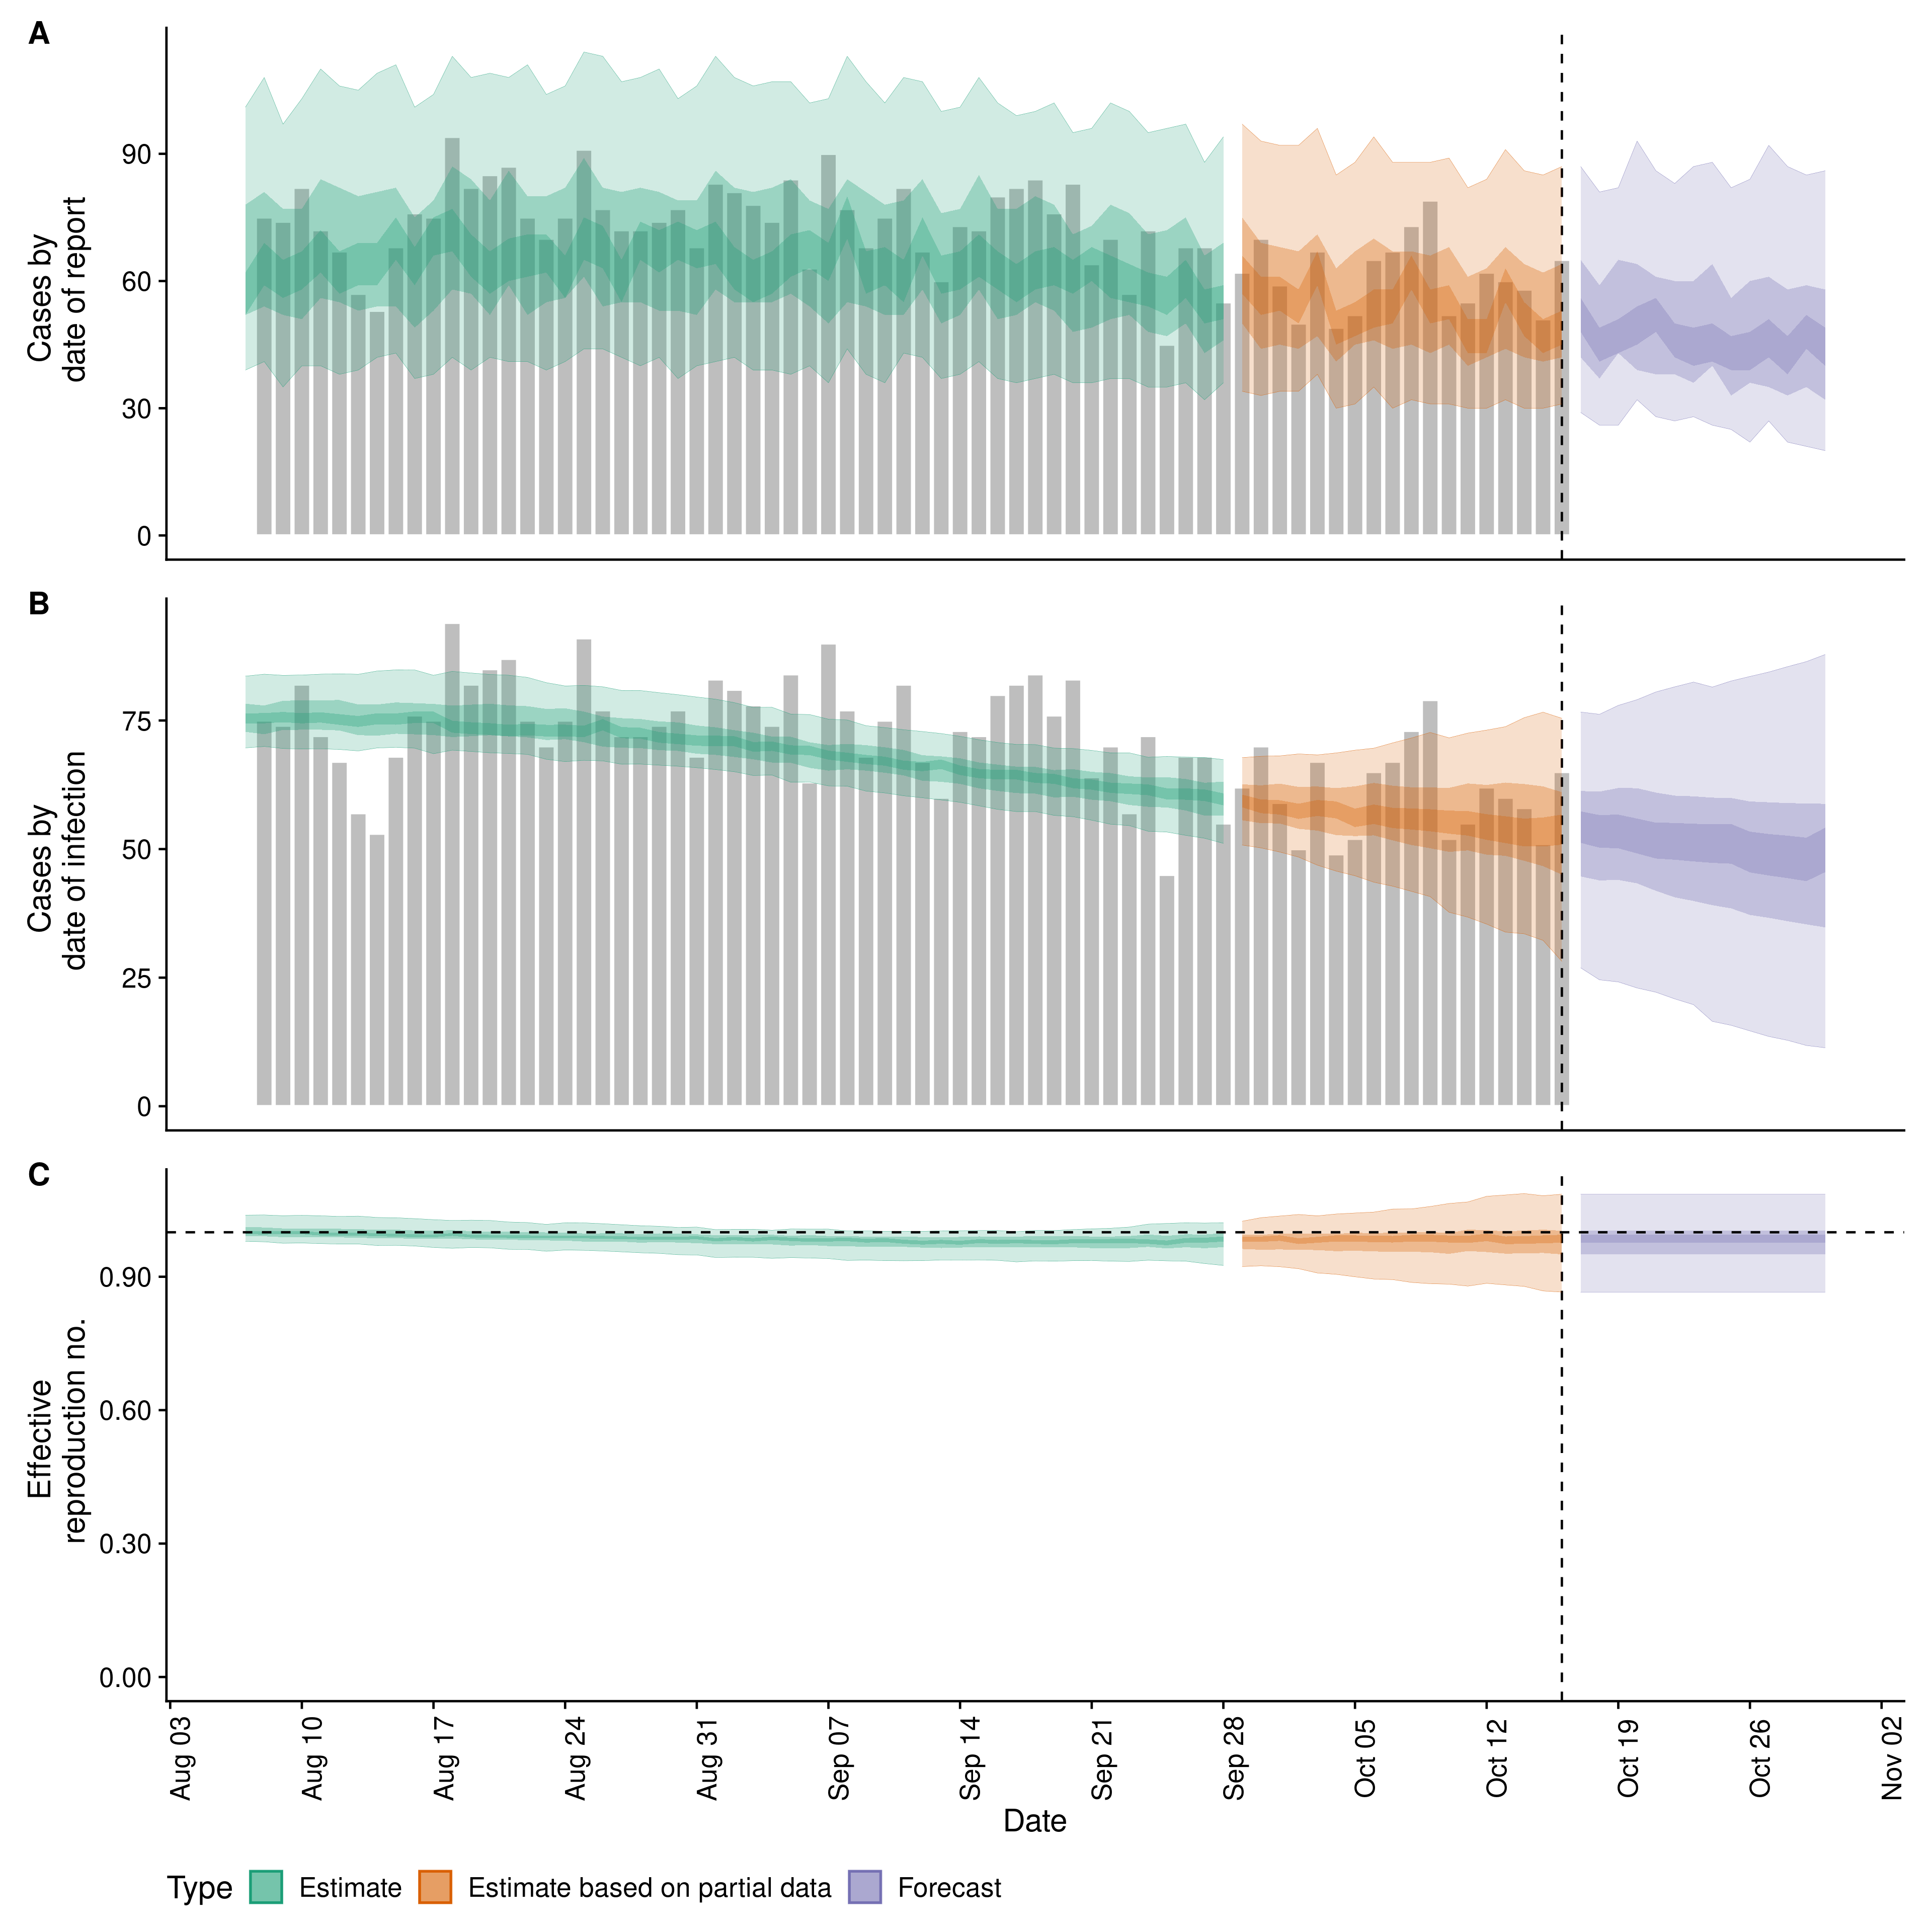 A
Cases by
date of report
90
60
30
0
B
Cases by
date of infection
75
50
25
0
C
Effective
reproduction no.
0.90
0.60
0.30
0.00
Aug 03
Aug 10
Aug 17
Aug 24
Aug 31
Sep 07
Sep 14
Sep 21
Sep 28
Oct 05
Oct 12
Oct 19
Oct 26
Nov 02
Date
Type Estimate Estimate based on partial data Forecast